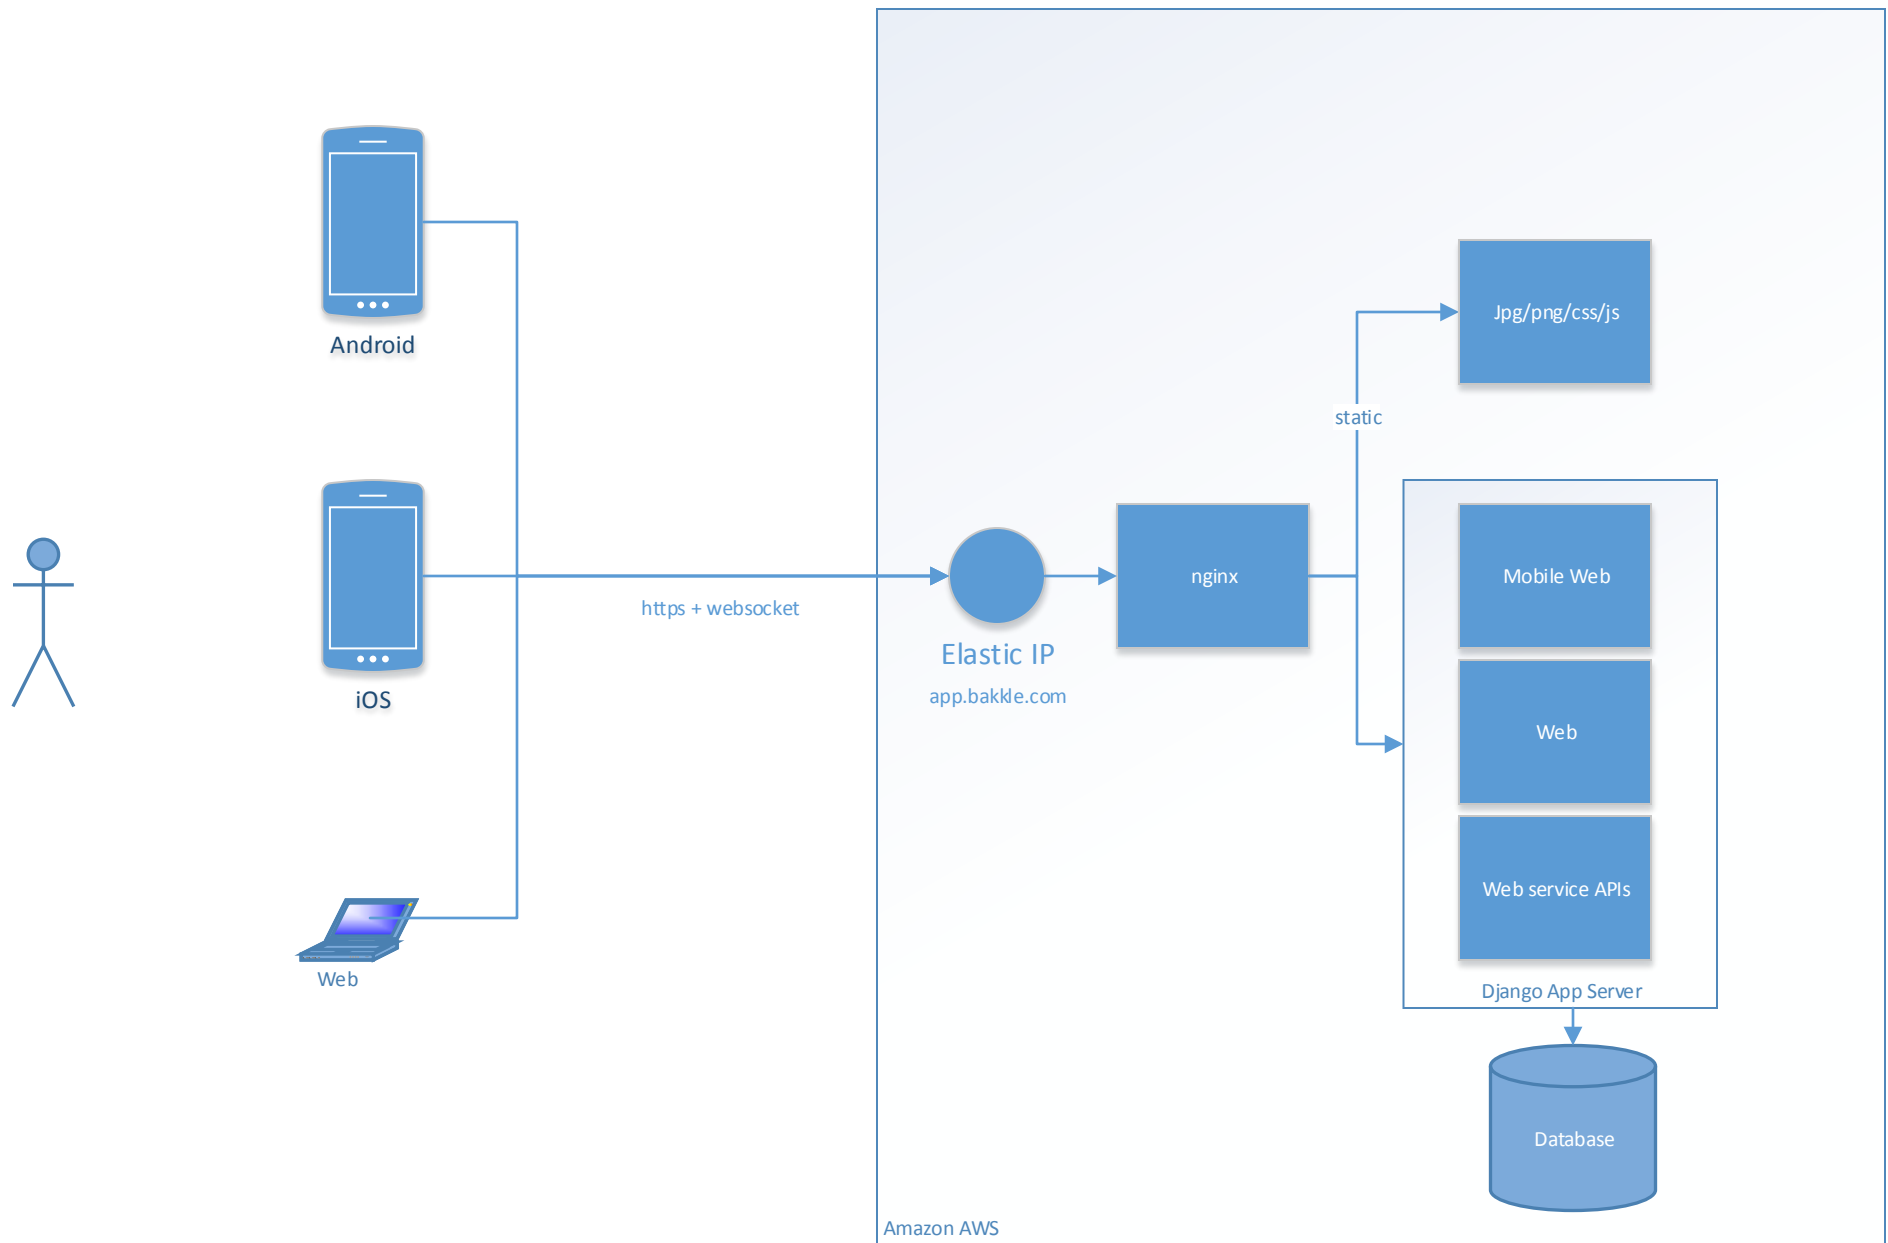 Android
iOS
Web
https + websocket
Elastic IP
app.bakkle.com
nginx
static
Jpg/png/css/js
Mobile Web
Web
Web service APIs
Django App Server
Database
Amazon AWS